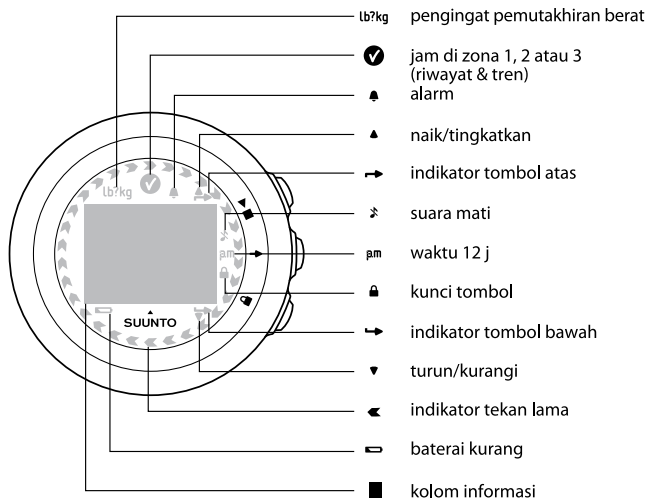 lb?kg pengingat pemutakhiran berat
jam di zona 1, 2 atau 3
(riwayat & tren)
alarm
naik/tingkatkan
indikator tombol atas
suara mati
pm waktu 12 j
kunci tombol
indikator tombol bawah
turun/kurangi
indikator tekan lama
baterai kurang
kolom informasi
lb?kg
pm
SUUNTO